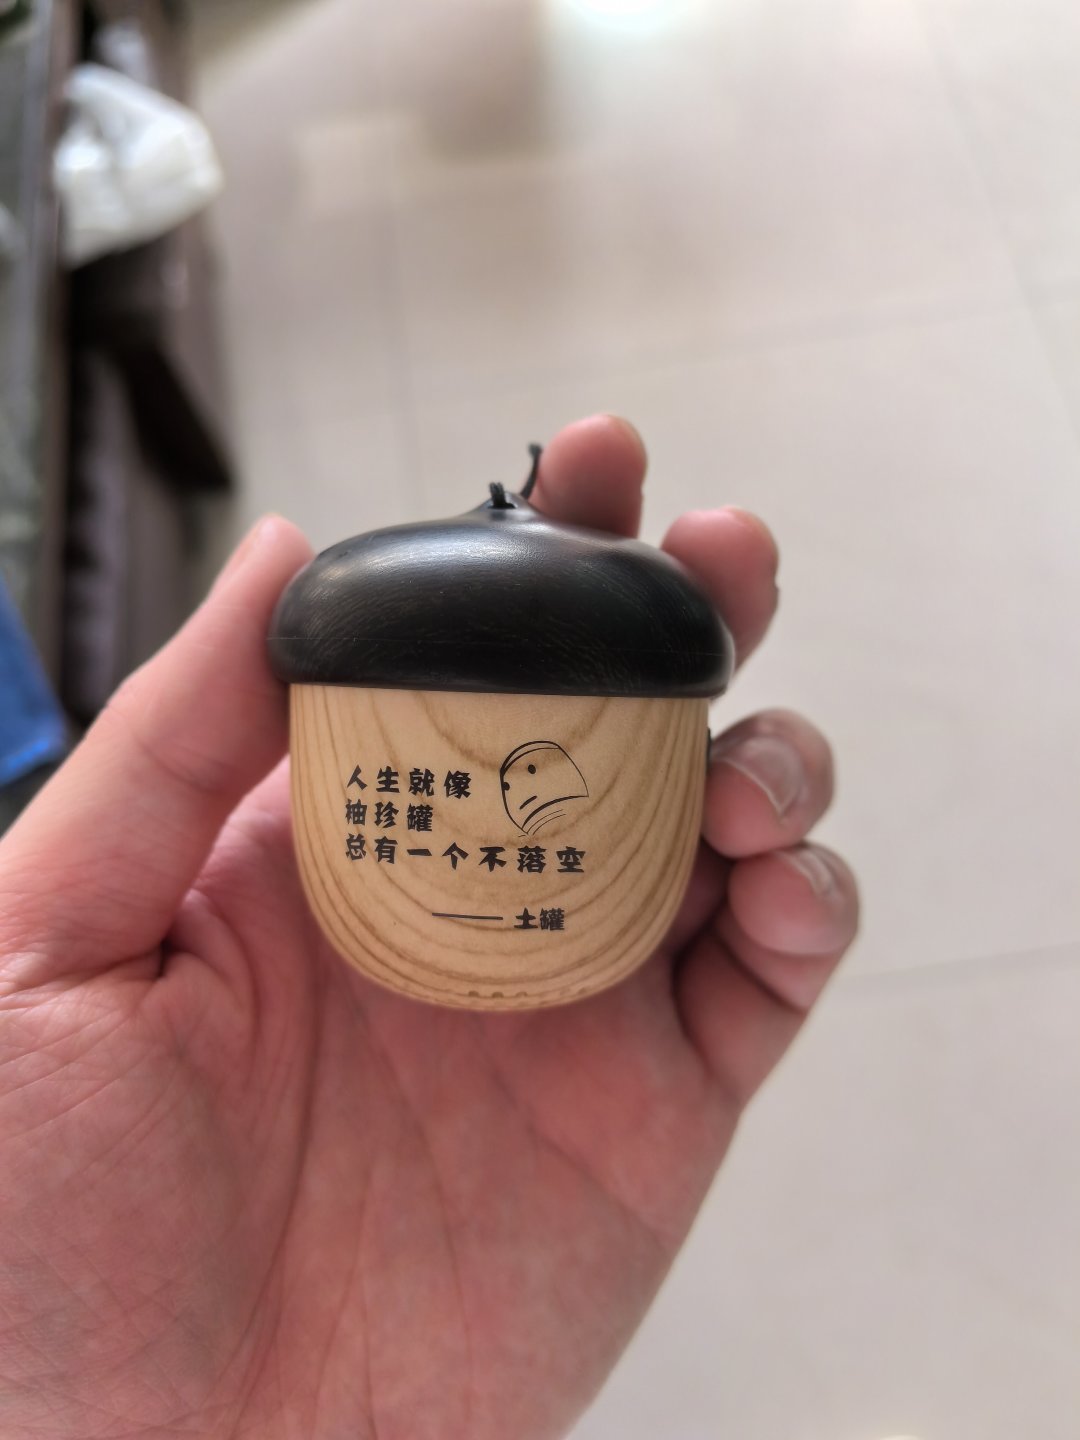 人生就像
袖珍罐
总有一个不落空
—— 土罐